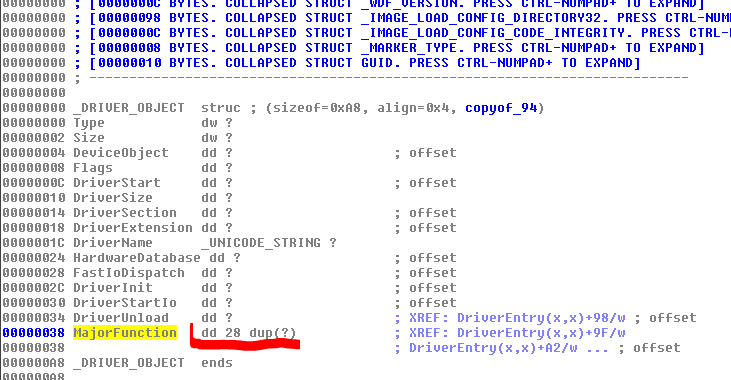 00000000 ; [0000000C BYTES. COLLAPSED STRUCT _WDF_VERSION. PRESS CTRL-NUMPAD+ TO EXPAND]
00000000 ; [00000098 BYTES. COLLAPSED STRUCT _IMAGE_LOAD_CONFIG_DIRECTORY32. PRESS CTRL-NUM
00000000 ; [0000000C BYTES. COLLAPSED STRUCT _IMAGE_LOAD_CONFIG_CODE_INTEGRITY. PRESS CTRL-
00000000 ; [00000008 BYTES. COLLAPSED STRUCT _MARKER_TYPE. PRESS CTRL-NUMPAD+ TO EXPAND]
00000000 ; [00000010 BYTES. COLLAPSED STRUCT GUID. PRESS CTRL-NUMPAD+ TO EXPAND]
00000000 ; ---------------------------------------------------------------------------
00000000
00000000 _DRIVER_OBJECT struc ; (sizeof=0xA8, align=0x4, copyof_94)
00000000 Type dw ?
00000002 Size dw ?
00000004 DeviceObject dd ? ; offset
00000008 Flags dd ?
0000000C DriverStart dd ? ; offset
00000010 DriverSize dd ?
00000014 DriverSection dd ? ; offset
00000018 DriverExtension dd ? ; offset
0000001C DriverName _UNICODE_STRING ?
00000024 HardwareDatabase dd ? ; offset
00000028 FastIoDispatch dd ? ; offset
0000002C DriverInit dd ? ; offset
00000030 DriverStartIo dd ? ; offset
00000034 DriverUnload dd ? ; XREF: DriverEntry(x,x)+98/w ; offset
00000038 MajorFunction dd 28 dup(?) ; XREF: DriverEntry(x,x)+9F/w
00000038 ; DriverEntry(x,x)+A2/w ... ; offset
000000A8 _DRIVER_OBJECT ends
000000A8